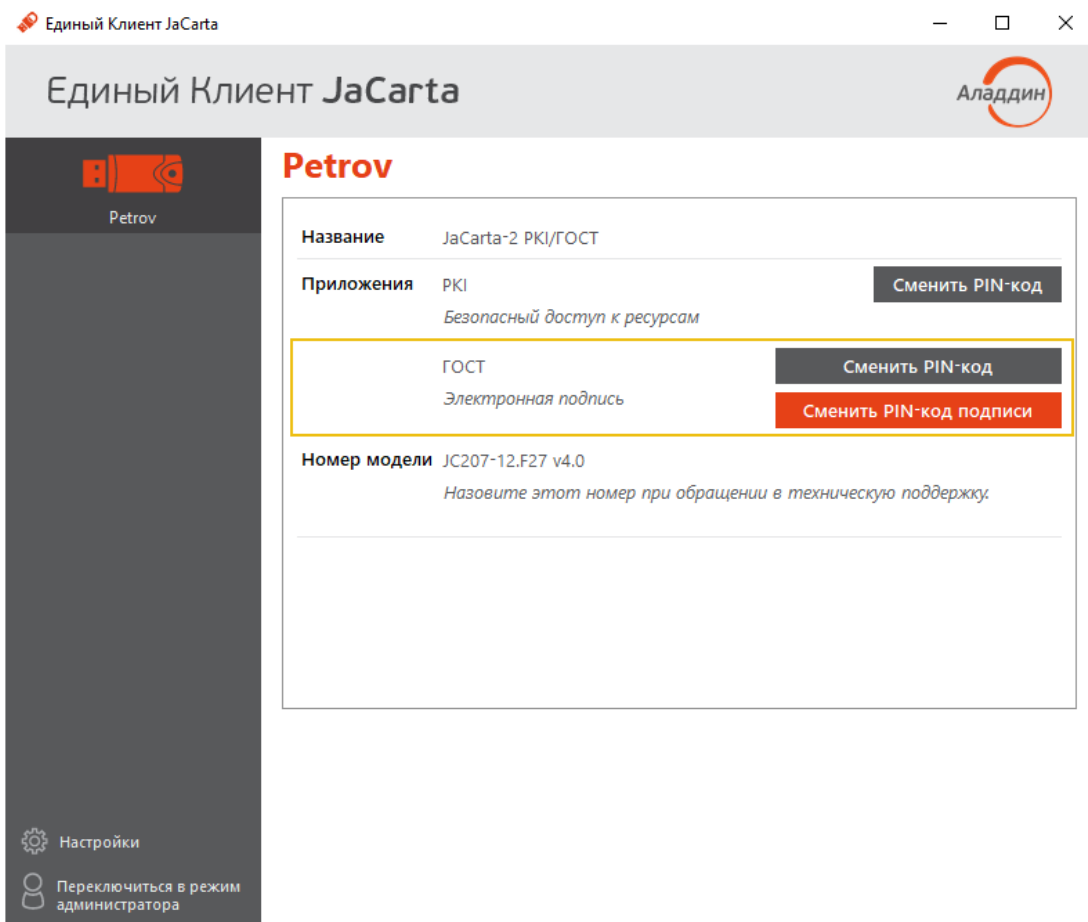 Единый Клиент JaCarta
Единый Клиент JaCarta
Аладдин
Petrov
Petrov
Название JaCarta-2 PKI/ГОСТ
Приложения PKI Сменить PIN-код
Безопасный доступ к ресурсам
ГОСТ Сменить PIN-код
Электронная подпись Сменить PIN-код подписи
Номер модели JC207-12.F27 v4.0
Назовите этот номер при обращении в техническую поддержку.
Настройки
Переключиться в режим
администратора